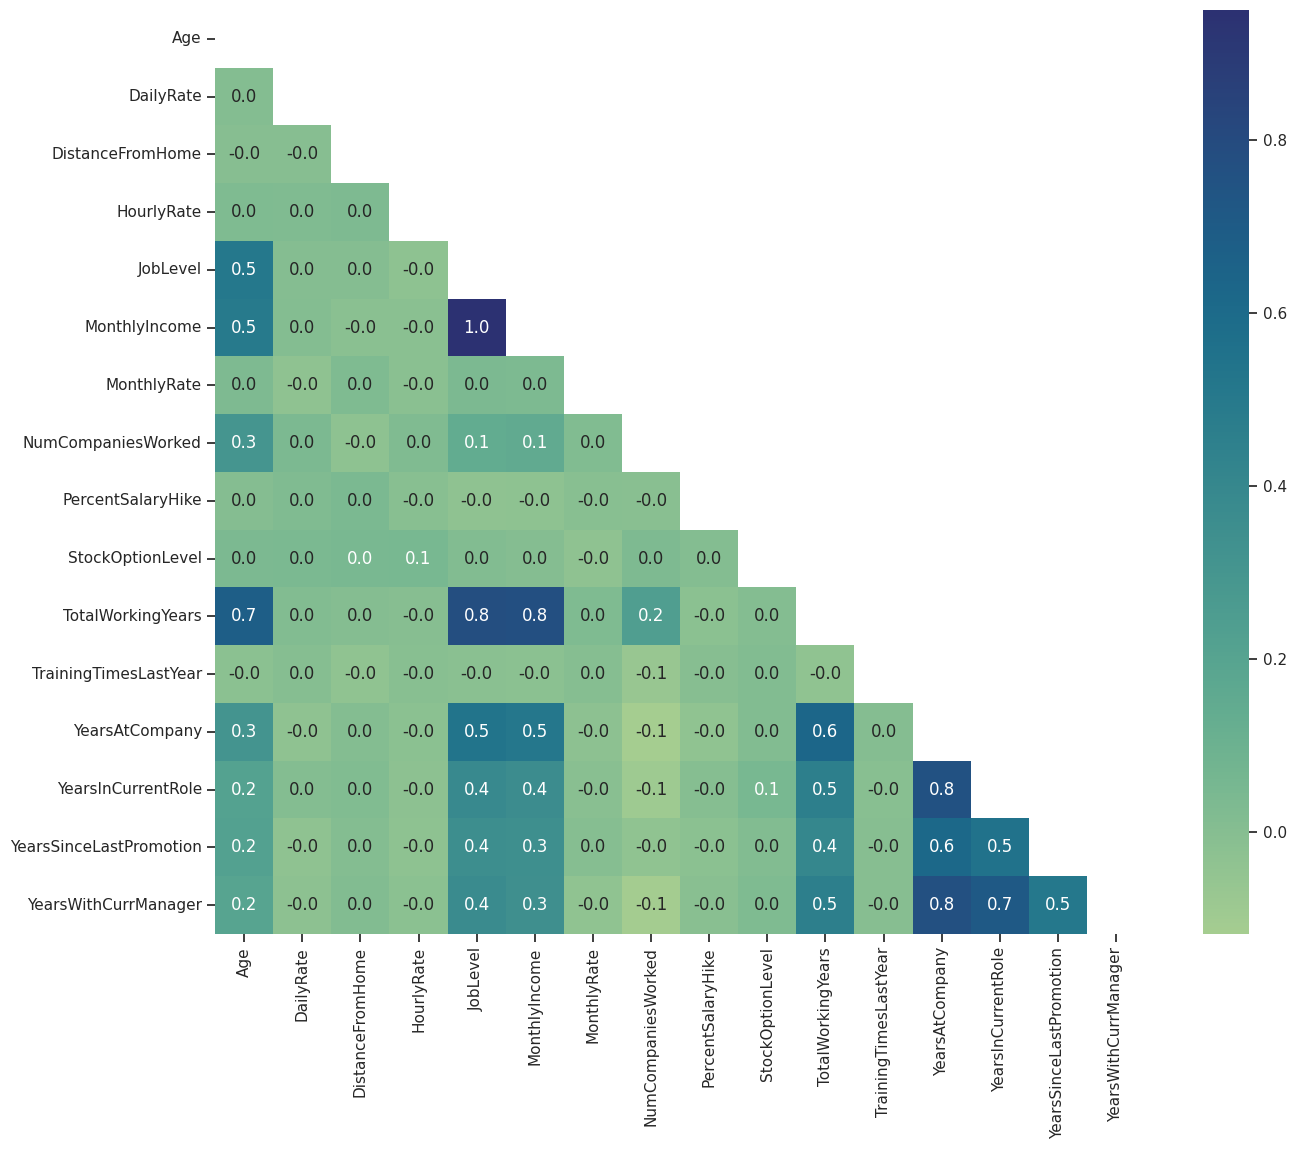 Age
DailyRate 0.0
DistanceFromHome -0.0 -0.0
HourlyRate 0.0 0.0 0.0
JobLevel 0.5 0.0 0.0 -0.0
MonthlyIncome 0.5 0.0 -0.0 -0.0 1.0
MonthlyRate 0.0 -0.0 0.0 -0.0 0.0 0.0
NumCompaniesWorked 0.3 0.0 -0.0 0.0 0.1 0.1 0.0
PercentSalaryHike 0.0 0.0 0.0 -0.0 -0.0 -0.0 -0.0 -0.0
StockOptionLevel 0.0 0.0 0.0 0.1 0.0 0.0 -0.0 0.0 0.0
TotalWorkingYears 0.7 0.0 0.0 -0.0 0.8 0.8 0.0 0.2 -0.0 0.0
TrainingTimesLastYear -0.0 0.0 -0.0 -0.0 -0.0 -0.0 0.0 -0.1 -0.0 0.0 -0.0
YearsAtCompany 0.3 -0.0 0.0 -0.0 0.5 0.5 -0.0 -0.1 -0.0 0.0 0.6 0.0
YearsInCurrentRole 0.2 0.0 0.0 -0.0 0.4 0.4 -0.0 -0.1 -0.0 0.1 0.5 -0.0 0.8
YearsSinceLastPromotion 0.2 -0.0 0.0 -0.0 0.4 0.3 0.0 -0.0 -0.0 0.0 0.4 -0.0 0.6 0.5
YearsWithCurrManager 0.2 -0.0 0.0 -0.0 0.4 0.3 -0.0 -0.1 -0.0 0.0 0.5 -0.0 0.8 0.7 0.5
Age
DailyRate
DistanceFromHome
HourlyRate
JobLevel
MonthlyIncome
MonthlyRate
NumCompaniesWorked
PercentSalaryHike
StockOptionLevel
TotalWorkingYears
TrainingTimesLastYear
YearsAtCompany
YearsInCurrentRole
YearsSinceLastPromotion
YearsWithCurrManager
0.8
0.6
0.4
0.2
0.0